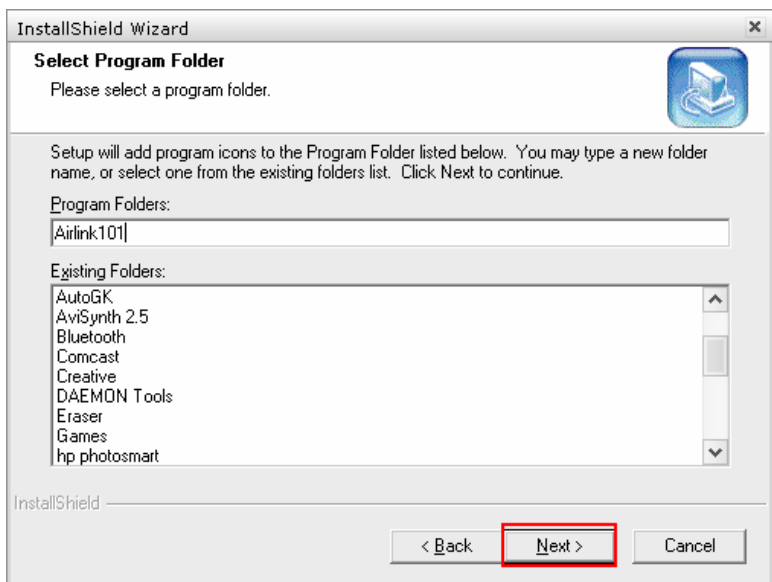 InstallShield Wizard
Select Program Folder
Please select a program folder.
Setup will add program icons to the Program Folder listed below. You may type a new folder
name, or select one from the existing folders list. Click Next to continue.
Program Folders:
Airlink101
Existing Folders:
AutoGK
AviSynth 2.5
Bluetooth
Comcast
Creative
DAEMON Tools
Eraser
Games
hp photosmart
InstallShield
< Back
Next >
Cancel